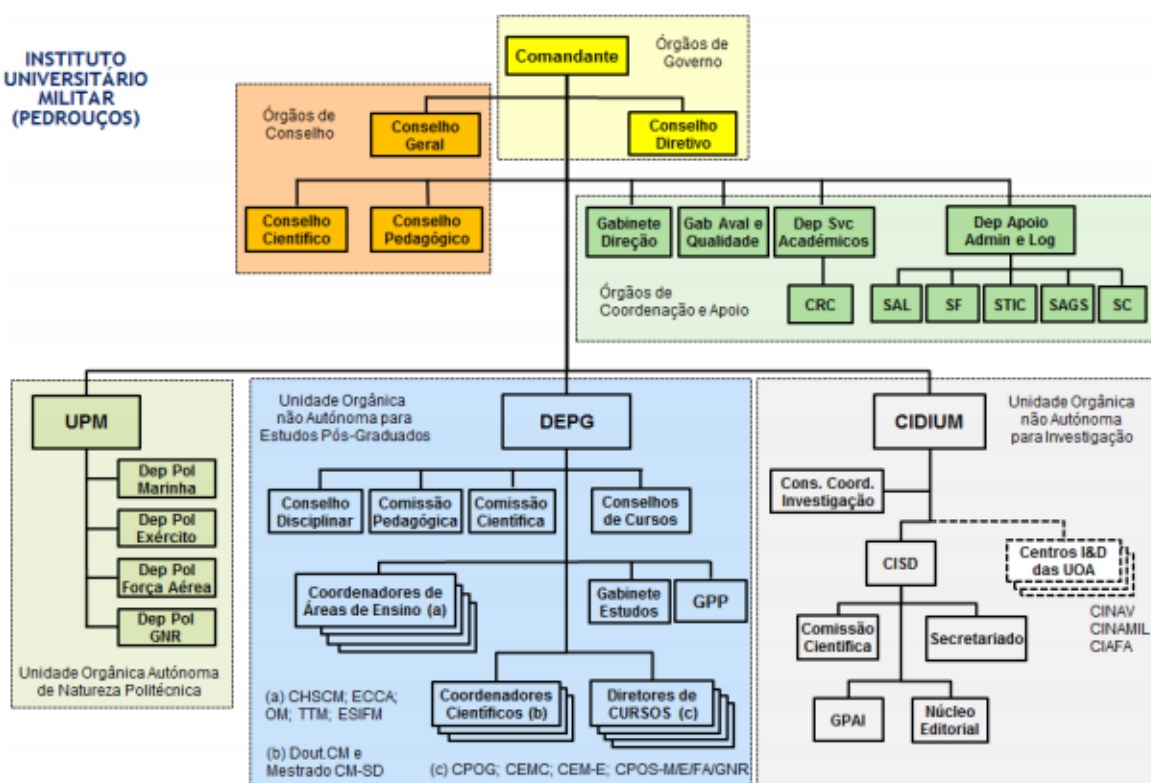 INSTITUTO
UNIVERSITÁRIO
MILITAR
(PEDROUÇOS)
Comandante
Órgãos de
Governo
Órgãos de
Conselho
Conselho
Geral
Conselho
Diretivo
Conselho
Científico
Conselho
Pedagógico
Gabinete
Direção
Gab Aval e
Qualidade
Dep Svc
Académicos
Dep Apoio
Admin e Log
Órgãos de
Coordenação e Apoio
CRC
SAL
SF
STIC
SAGS
SC
UPM
Dep Pol
Marinha
Dep Pol
Exército
Dep Pol
Força Aérea
Dep Pol
GNR
Unidade Orgânica Autónoma
de Natureza Politécnica
Unidade Orgânica
não Autónoma para
Estudos Pós-Graduados
DEPG
Conselho
Disciplinar
Comissão
Pedagógica
Comissão
Científica
Conselhos
de Cursos
Coordenadores de
Áreas de Ensino (a)
Gabinete
Estudos
GPP
Coordenadores
Científicos (b)
Diretores de
CURSOS (c)
(a) CHSCM; ECCA;
OM; TTM; ESIFM
(b) Dout.CM e
Mestrado CM-SD
(c) CPOG; CEMC; CEM-E; CPOS-M/E/FA/GNR
CIDIUM
Unidade Orgânica
não Autónoma
para Investigação
Cons. Coord.
Investigação
CISD
Centros I&D
das UOA
CINAV
CINAMIL
CIAFA
Comissão
Científica
Secretariado
GPAI
Núcleo
Editorial